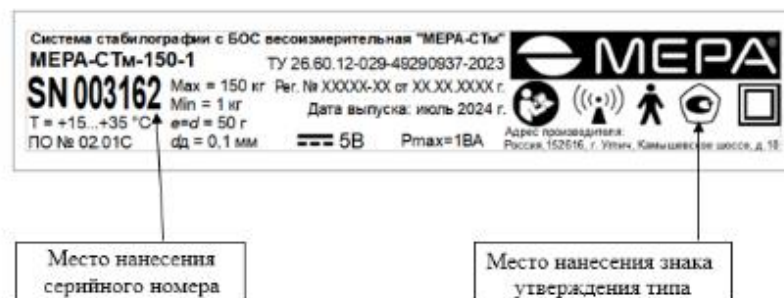 Система стабилографии с БОС весоизмерительная "МЕРА-СТм"
МЕРА-СТм-150-1 ТУ 26.60.12-029-49290937-2023
SN 003162 Max = 150 кг Рег. № XXXXX-XX от XX.XX.XXXX г.
Min = 1 кг Дата выпуска: июль 2024 г.
T = +15...+35 °C e=d = 50 г
ПО № 02.01C dд = 0,1 мм 5В Pmax=1ВА
МЕРА
Адрес производителя:
Россия, 152616, г. Углич, Камышевское шоссе, д.10
Место нанесения
серийного номера
Место нанесения знака
утверждения типа